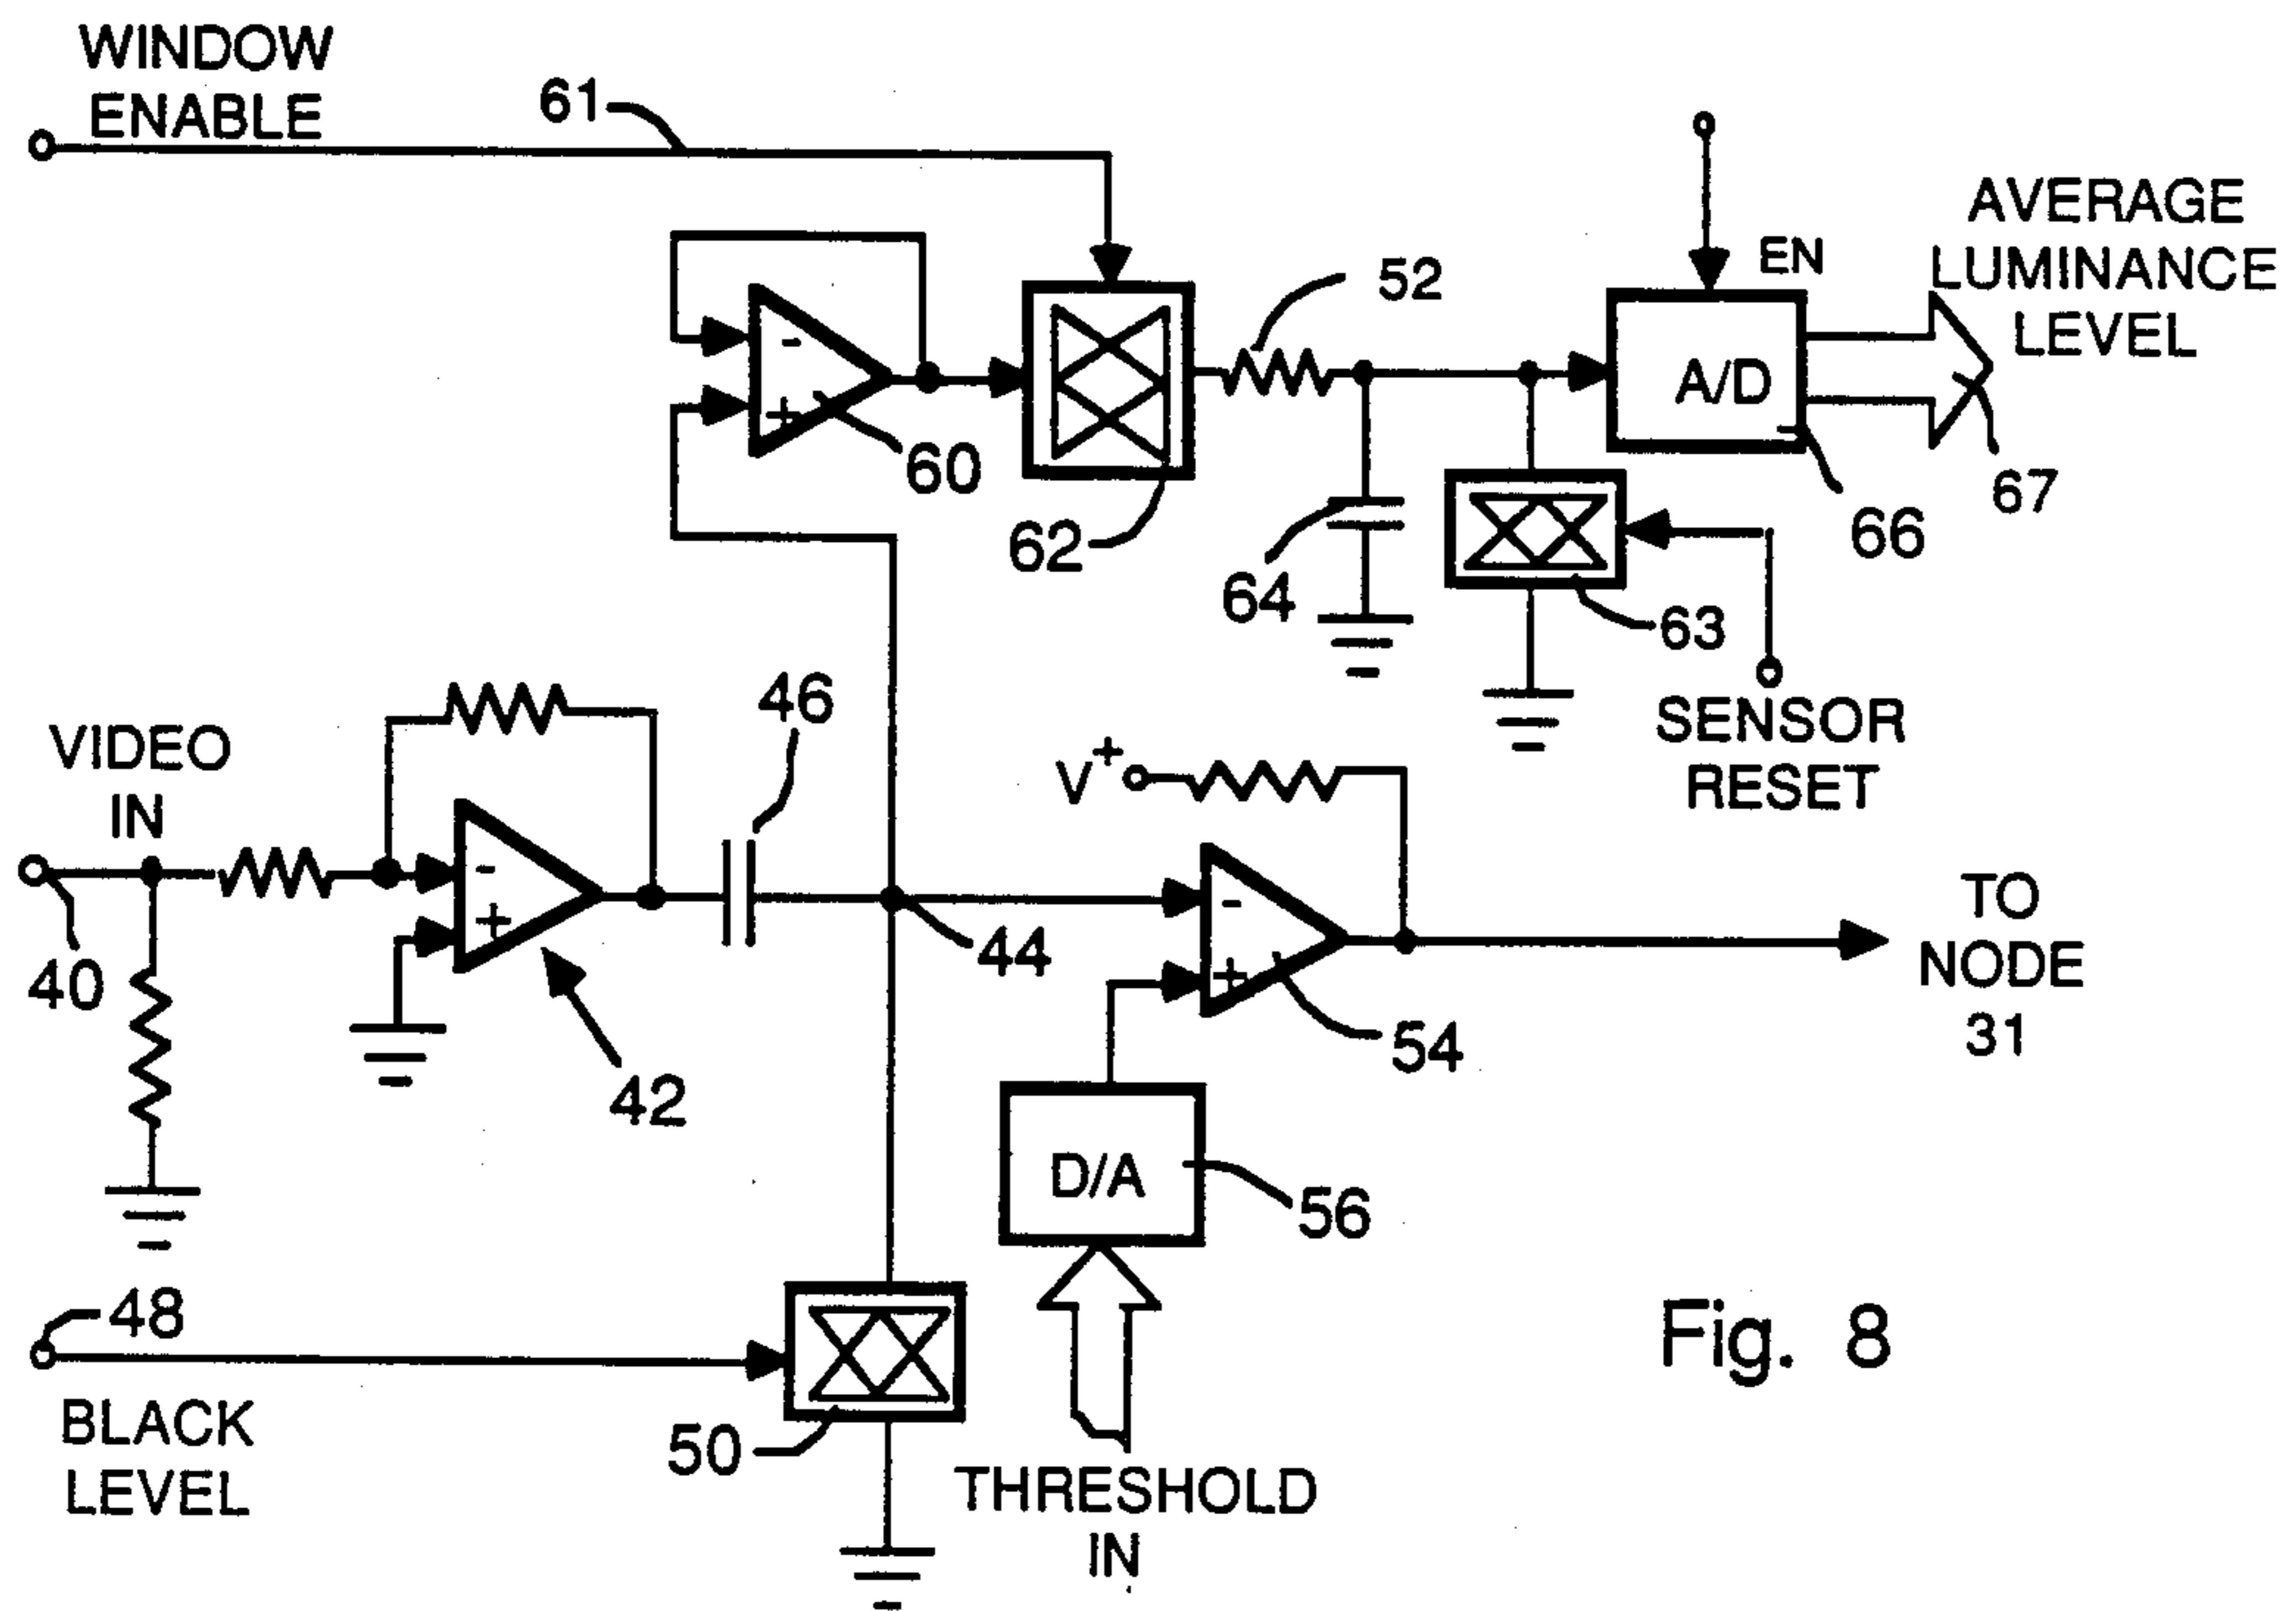 WINDOW
ENABLE
61
EN
AVERAGE
LUMINANCE
LEVEL
52
-
+
60
A/D
62
64
66
67
63
SENSOR
RESET
VIDEO
IN
46
V+
-
+
40
42
44
-
+
54
TO
NODE
31
D/A
56
48
BLACK
LEVEL
50
THRESHOLD
IN
Fig. 8